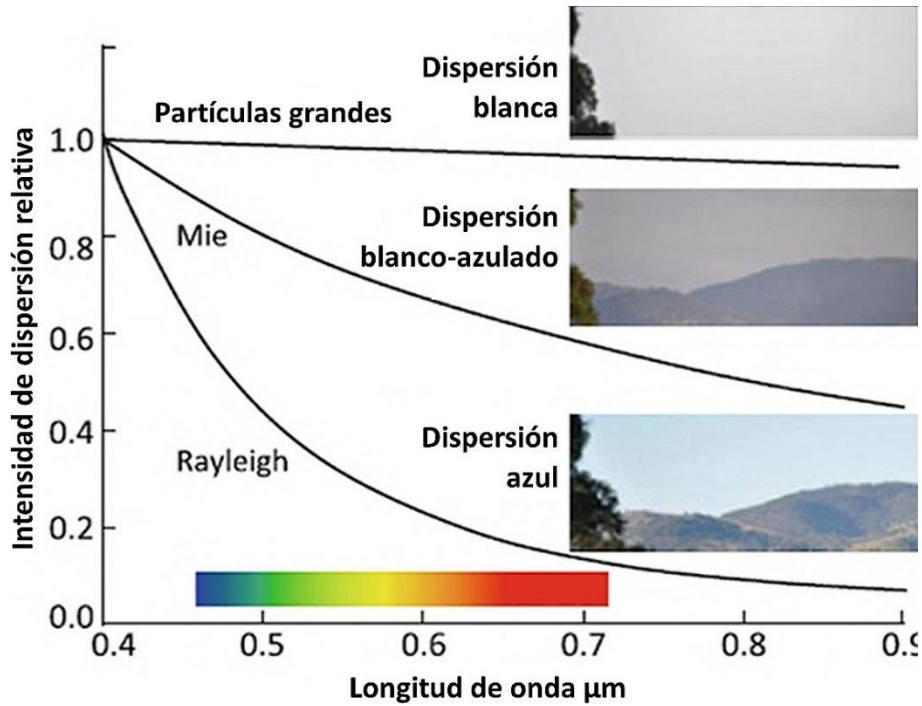 Dispersión
blanca
Partículas grandes
1.0
Mie
Dispersión
blanco-azulado
0.8
0.6
0.4
Rayleigh
Dispersión
azul
0.2
0.0
0.4
0.5
0.6
0.7
0.8
0.9
Intensidad de dispersión relativa
Longitud de onda µm